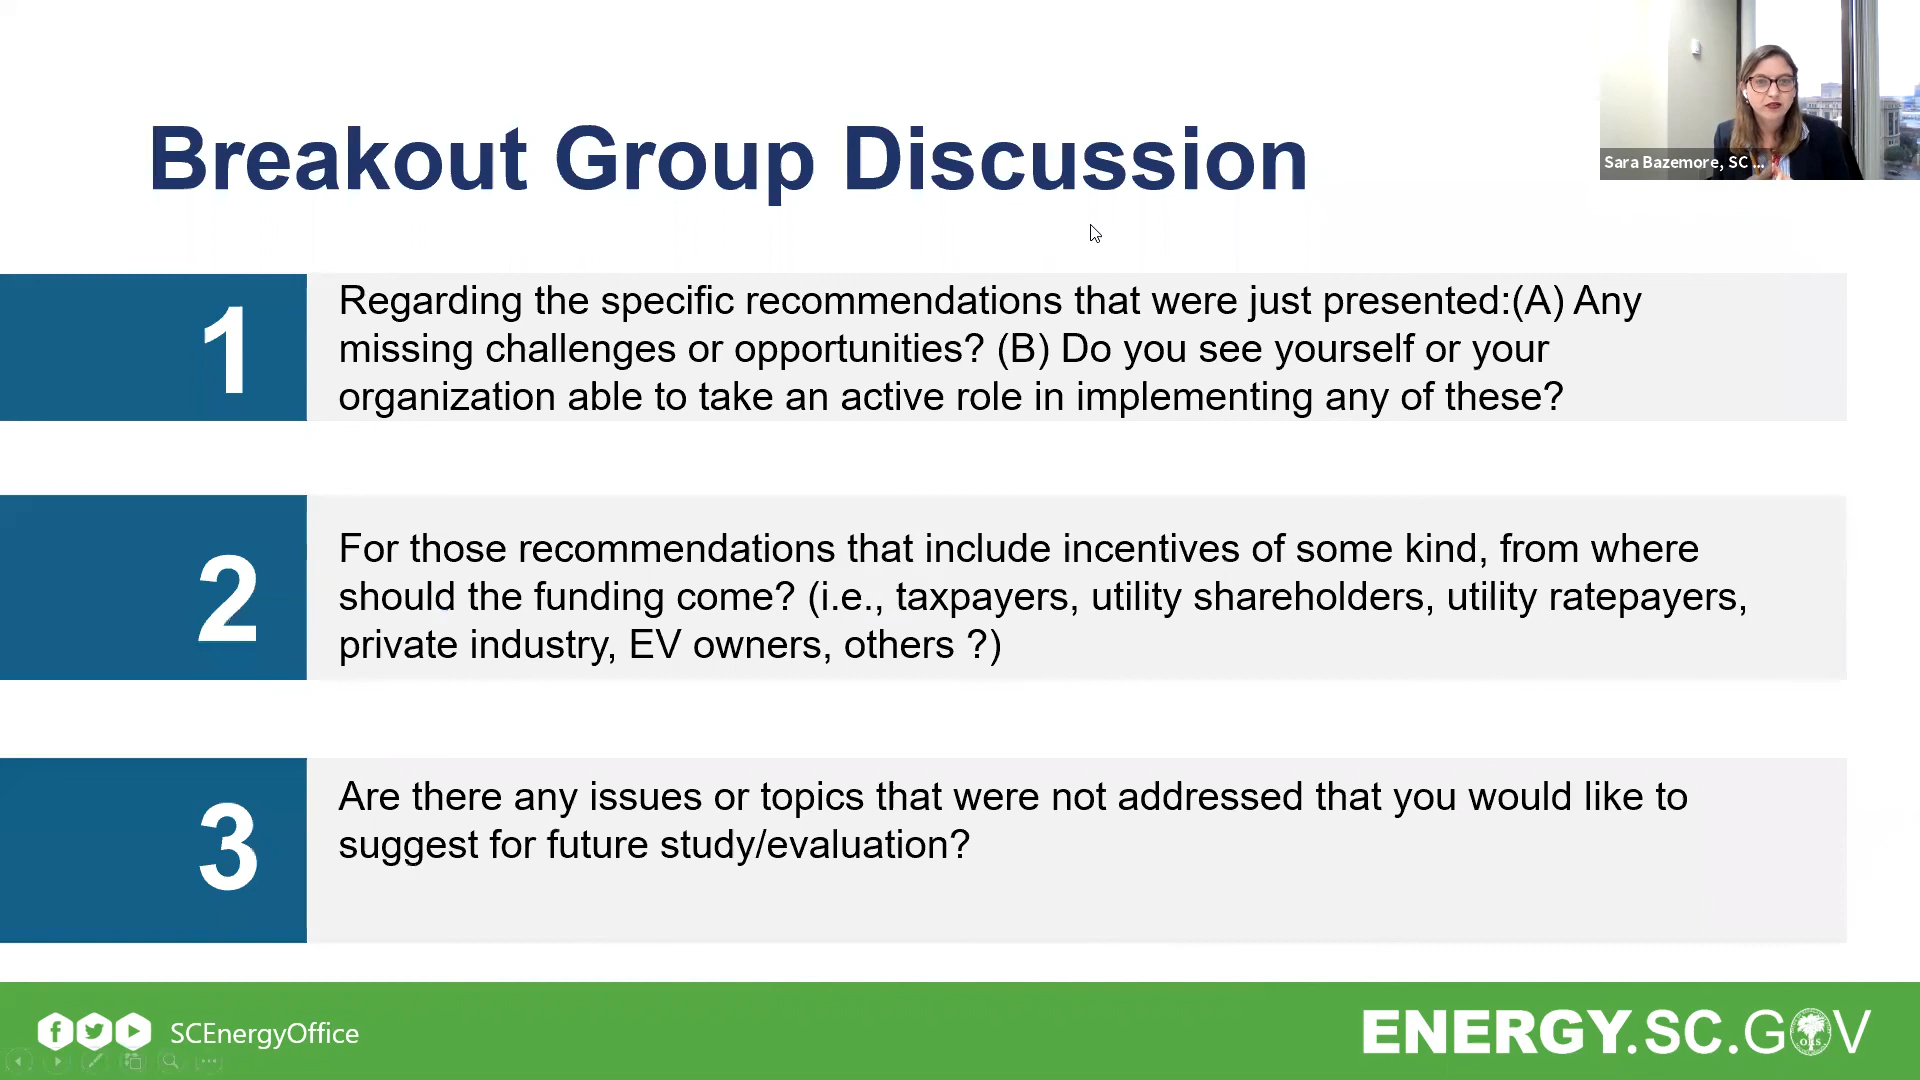 Breakout Group Discussion
Sara Bazemore, SC ...
1
Regarding the specific recommendations that were just presented:(A) Any
missing challenges or opportunities? (B) Do you see yourself or your
organization able to take an active role in implementing any of these?
2
For those recommendations that include incentives of some kind, from where
should the funding come? (i.e., taxpayers, utility shareholders, utility ratepayers,
private industry, EV owners, others ?)
3
Are there any issues or topics that were not addressed that you would like to
suggest for future study/evaluation?
SCEnergyOffice
ENERGY.SC.GOV
ORS